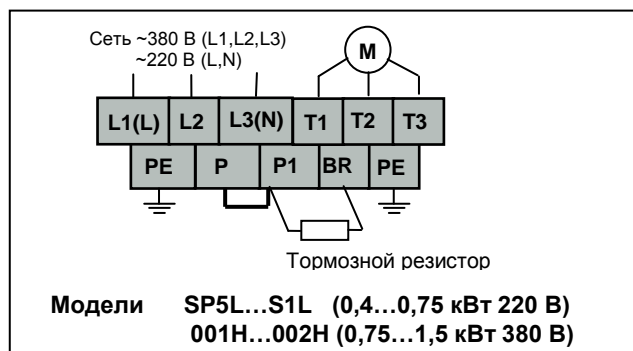 Сеть ~380 В (L1,L2,L3)
~220 В (L,N)
M
L1(L) L2 L3(N) T1 T2 T3
PE P P1 BR PE
Тормозной резистор
Модели SP5L...S1L (0,4...0,75 кВт 220 В)
001H...002H (0,75...1,5 кВт 380 В)